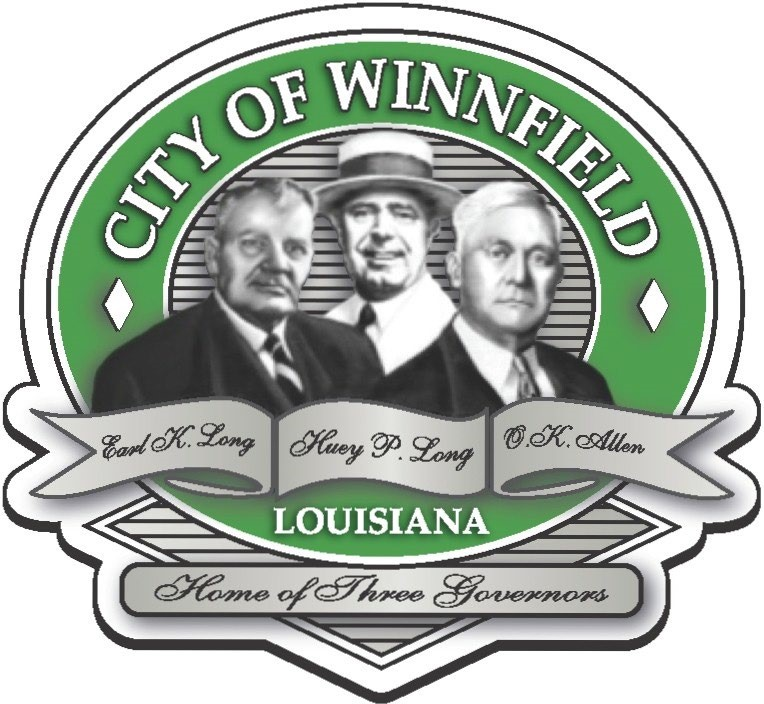 CITY OF WINNFIELD
Earl K. Long
Huey P. Long
O.K. Allen
LOUISIANA
Home of Three Governors